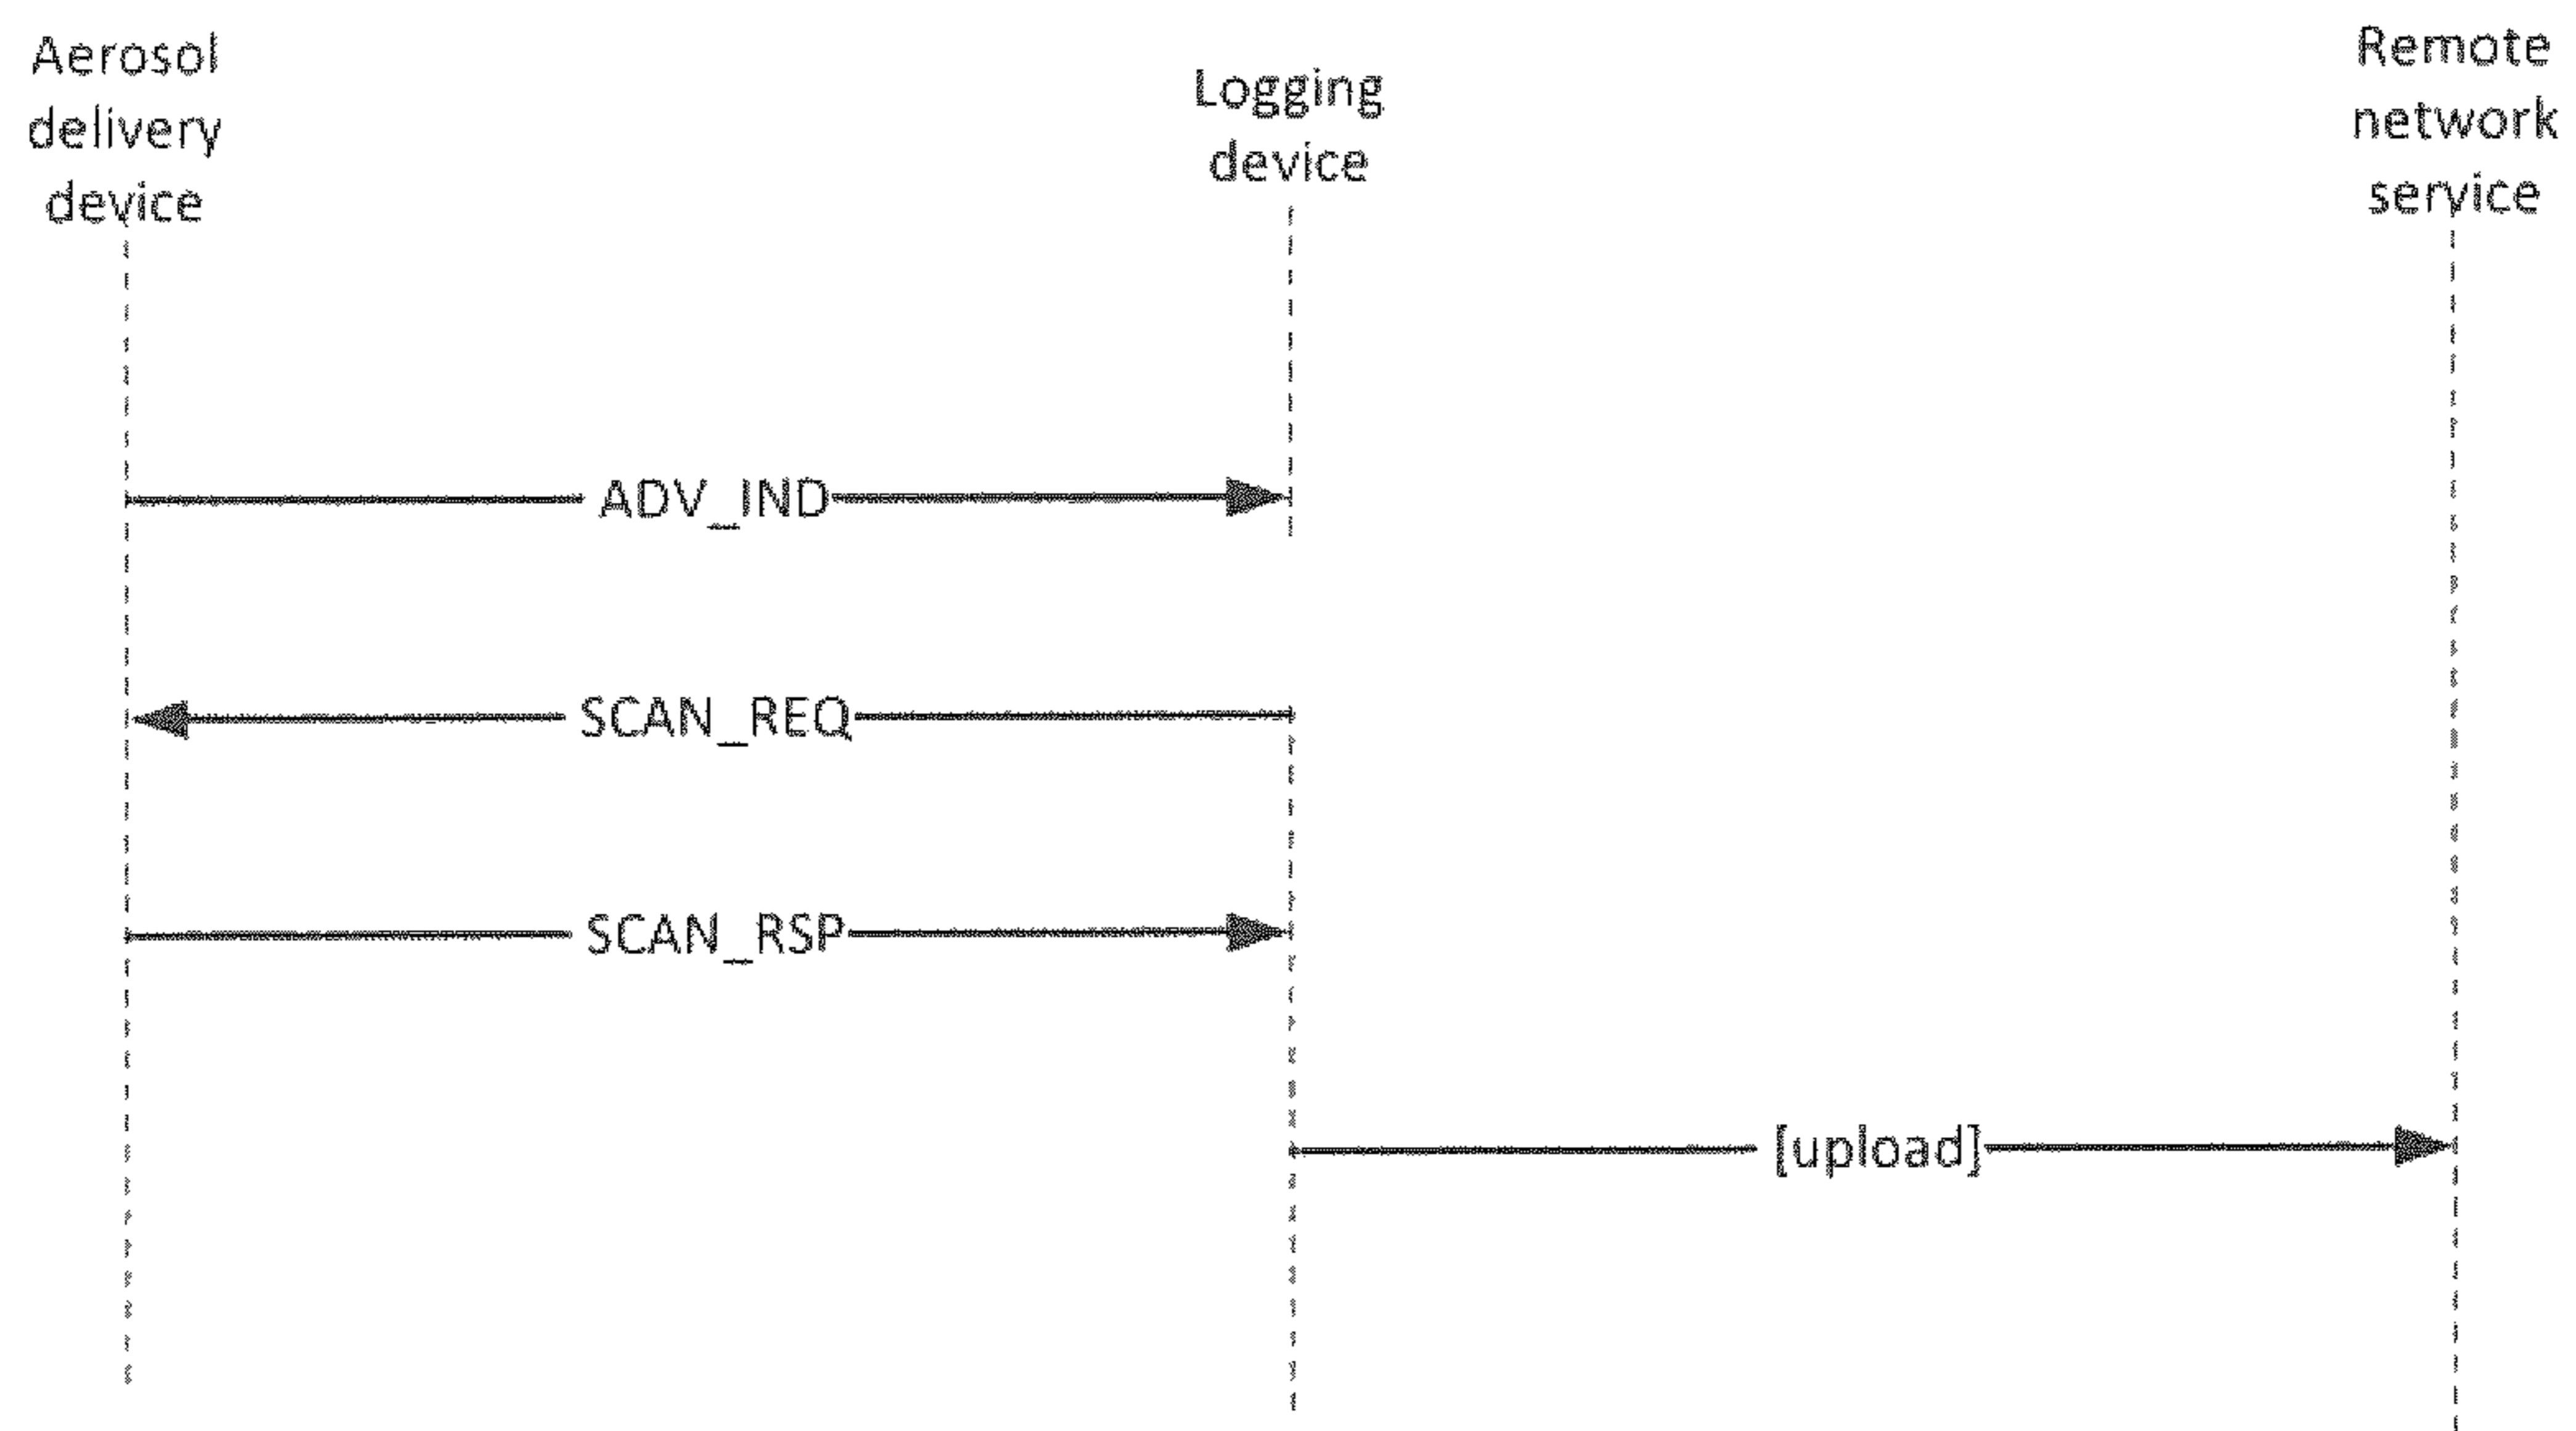 Aerosol
delivery
device
Logging
device
Remote
network
service
ADV_IND
SCAN_REQ
SCAN_RSP
[upload]